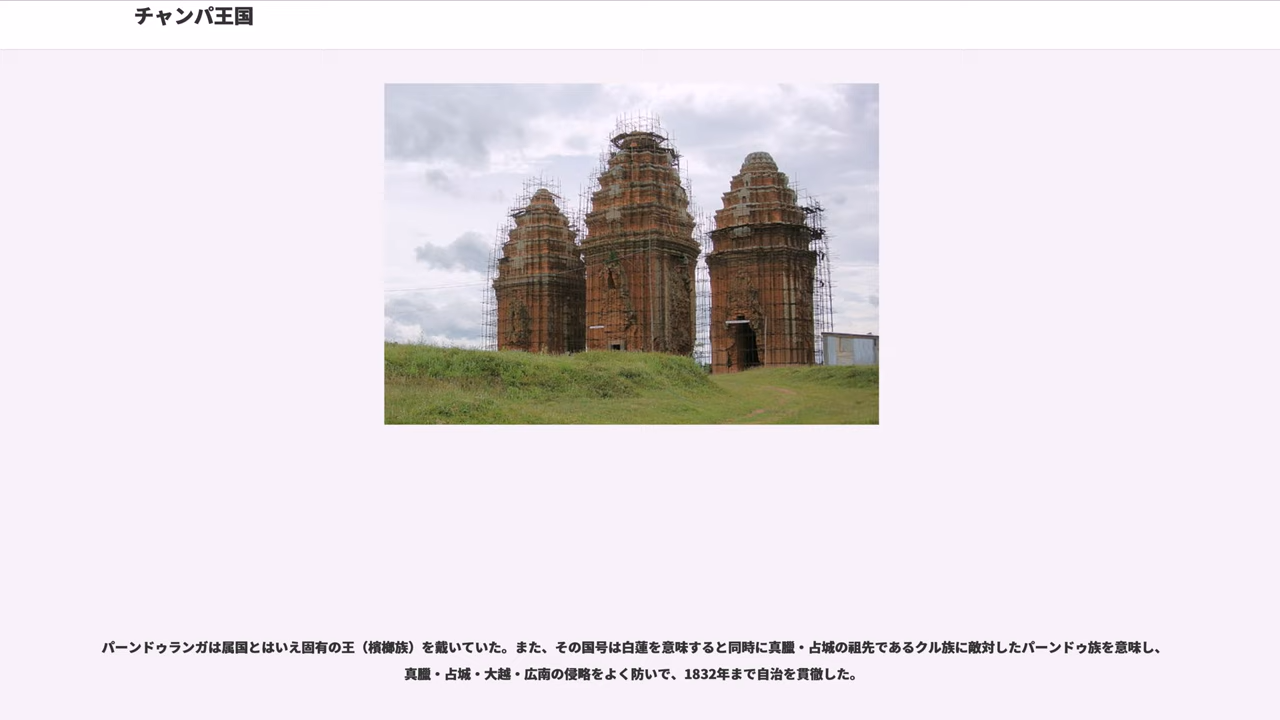 チャンパ王国
パーンドゥランガは属国とはいえ固有の王（檳榔族）を戴いていた。また、その国号は白蓮を意味すると同時に真臘・占城の祖先であるクル族に敵対したパーンドゥ族を意味し、
真臘・占城・大越・広南の侵略をよく防いで、1832年まで自治を貫徹した。